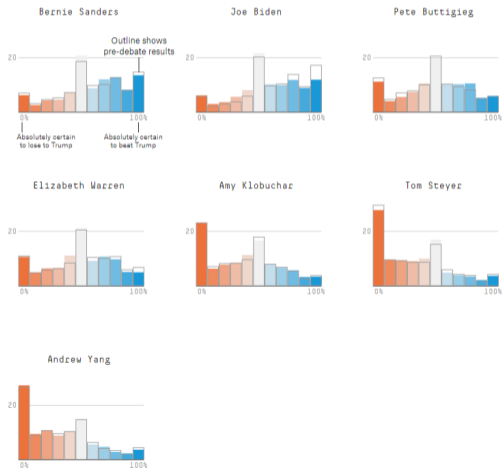 Bernie Sanders
Joe Biden
Pete Buttigieg
Outline shows
pre-debate results
20
20
20
0%
0%
100%
0%
100%
Absolutely certain
to lose to Trump
Absolutely certain
to beat Trump
Elizabeth Warren
Amy Klobuchar
Tom Steyer
20
20
20
0%
100%
0%
100%
0%
100%
Andrew Yang
20
0%
100%